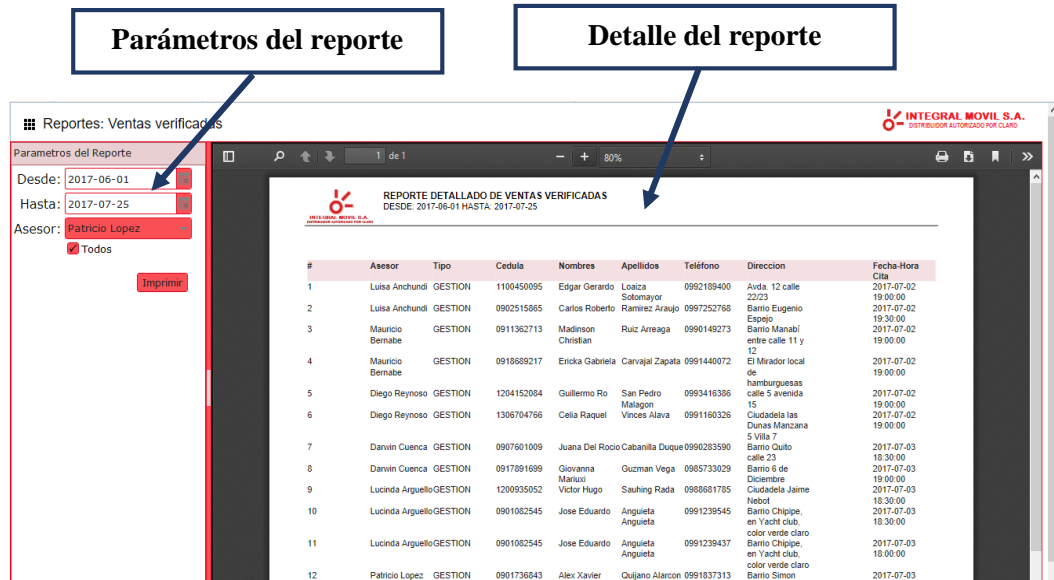 Parámetros del reporte
Detalle del reporte
Reportes: Ventas verificadas
INTEGRAL MOVIL S.A.
DISTRIBUIDOR AUTORIZADO POR CLARO
Parametros del Reporte
Desde: 2017-06-01
Hasta: 2017-07-25
Asesor: Patricio Lopez
Todos
Imprimir
1 de 1
80%
INTEGRAL MOVIL S.A.
DISTRIBUIDOR AUTORIZADO POR CLARO
REPORTE DETALLADO DE VENTAS VERIFICADAS
DESDE: 2017-06-01 HASTA: 2017-07-25
# Asesor Tipo Cedula Nombres Apellidos Teléfono Direccion Fecha-Hora
Cita
1 Luisa Anchundi GESTION 1100450095 Edgar Gerardo Loaiza 0992189400 Avda. 12 calle 2017-07-02
Sotomayor 22/23 19:00:00
2 Luisa Anchundi GESTION 0902515865 Carlos Roberto Ramirez Araujo 0997252768 Barrio Eugenio 2017-07-02
Espejo 19:30:00
3 Mauricio GESTION 0911362713 Madinson Ruiz Arreaga 0990149273 Barrio Manabí 2017-07-02
Bernabe Christian entre calle 11 y 19:00:00
12
4 Mauricio GESTION 0918689217 Ericka Gabriela Carvajal Zapata 0991440072 El Mirador local 2017-07-02
Bernabe de 19:00:00
hamburguesas
5 Diego Reynoso GESTION 1204152084 Guillermo Ro San Pedro 0993416386 calle 5 avenida 2017-07-02
Malagon 15 19:00:00
6 Diego Reynoso GESTION 1306704766 Celia Raquel Vinces Alava 0991160326 Ciudadela las 2017-07-02
Dunas Manzana 19:00:00
5 Villa 7
7 Darwin Cuenca GESTION 0907601009 Juana Del Rocio Cabanilla Duque 0990283590 Barrio Quito 2017-07-03
calle 23 18:30:00
8 Darwin Cuenca GESTION 0917891699 Giovanna Guzman Vega 0985733029 Barrio 6 de 2017-07-03
Mariuxi Diciembre 19:00:00
9 Lucinda Arguello GESTION 1200935052 Victor Hugo Sauhing Rada 0988681785 Ciudadela Jaime 2017-07-03
Nebot 18:30:00
10 Lucinda Arguello GESTION 0901082545 Jose Eduardo Anguieta 0991239545 Barrio Chipipe, 2017-07-03
Anguieta en Yacht club, 18:30:00
color verde claro
11 Lucinda Arguello GESTION 0901082545 Jose Eduardo Anguieta 0991239437 Barrio Chipipe, 2017-07-03
Anguieta en Yacht club, 18:00:00
color verde claro
12 Patricio Lopez GESTION 0901736843 Alex Xavier Quijano Alarcon 0991837313 Barrio Simon 2017-07-03